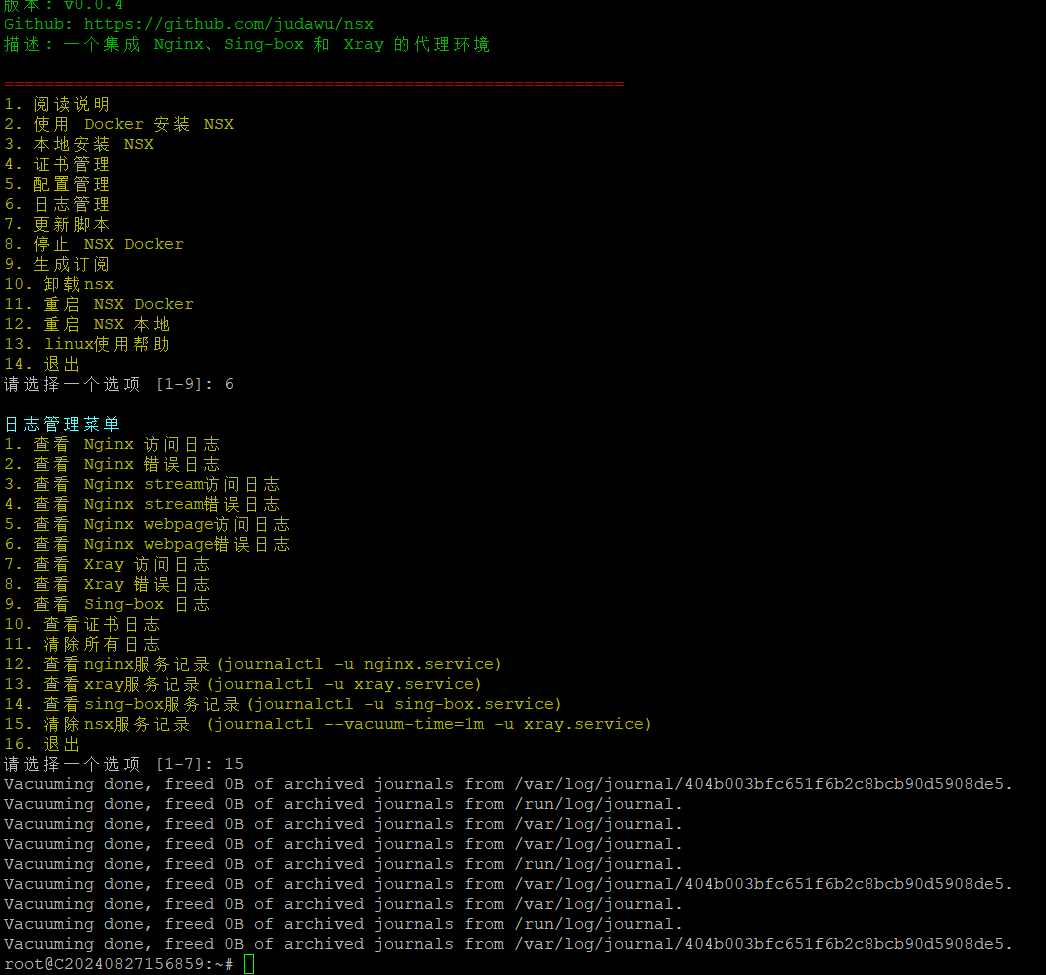 版本: v0.0.4
Github: https://github.com/judawu/nsx
描述: 一个集成 Nginx、Sing-box 和 Xray 的代理环境
==============================================================
1. 阅读说明
2. 使用 Docker 安装 NSX
3. 本地安装 NSX
4. 证书管理
5. 配置管理
6. 日志管理
7. 更新脚本
8. 停止 NSX Docker
9. 生成订阅
10. 卸载nsx
11. 重启 NSX Docker
12. 重启 NSX 本地
13. linux使用帮助
14. 退出
请选择一个选项 [1-9]: 6
日志管理菜单
1. 查看 Nginx 访问日志
2. 查看 Nginx 错误日志
3. 查看 Nginx stream访问日志
4. 查看 Nginx stream错误日志
5. 查看 Nginx webpage访问日志
6. 查看 Nginx webpage错误日志
7. 查看 Xray 访问日志
8. 查看 Xray 错误日志
9. 查看 Sing-box 日志
10. 查看证书日志
11. 清除所有日志
12. 查看nginx服务记录(journalctl -u nginx.service)
13. 查看xray服务记录(journalctl -u xray.service)
14. 查看sing-box服务记录(journalctl -u sing-box.service)
15. 清除nsx服务记录 (journalctl --vacuum-time=1m -u xray.service)
16. 退出
请选择一个选项 [1-7]: 15
Vacuuming done, freed 0B of archived journals from /var/log/journal/404b003bfc651f6b2c8bcb90d5908de5.
Vacuuming done, freed 0B of archived journals from /run/log/journal.
Vacuuming done, freed 0B of archived journals from /var/log/journal.
Vacuuming done, freed 0B of archived journals from /var/log/journal.
Vacuuming done, freed 0B of archived journals from /run/log/journal.
Vacuuming done, freed 0B of archived journals from /var/log/journal/404b003bfc651f6b2c8bcb90d5908de5.
Vacuuming done, freed 0B of archived journals from /var/log/journal.
Vacuuming done, freed 0B of archived journals from /run/log/journal.
Vacuuming done, freed 0B of archived journals from /var/log/journal/404b003bfc651f6b2c8bcb90d5908de5.
root@C20240827156859:~#